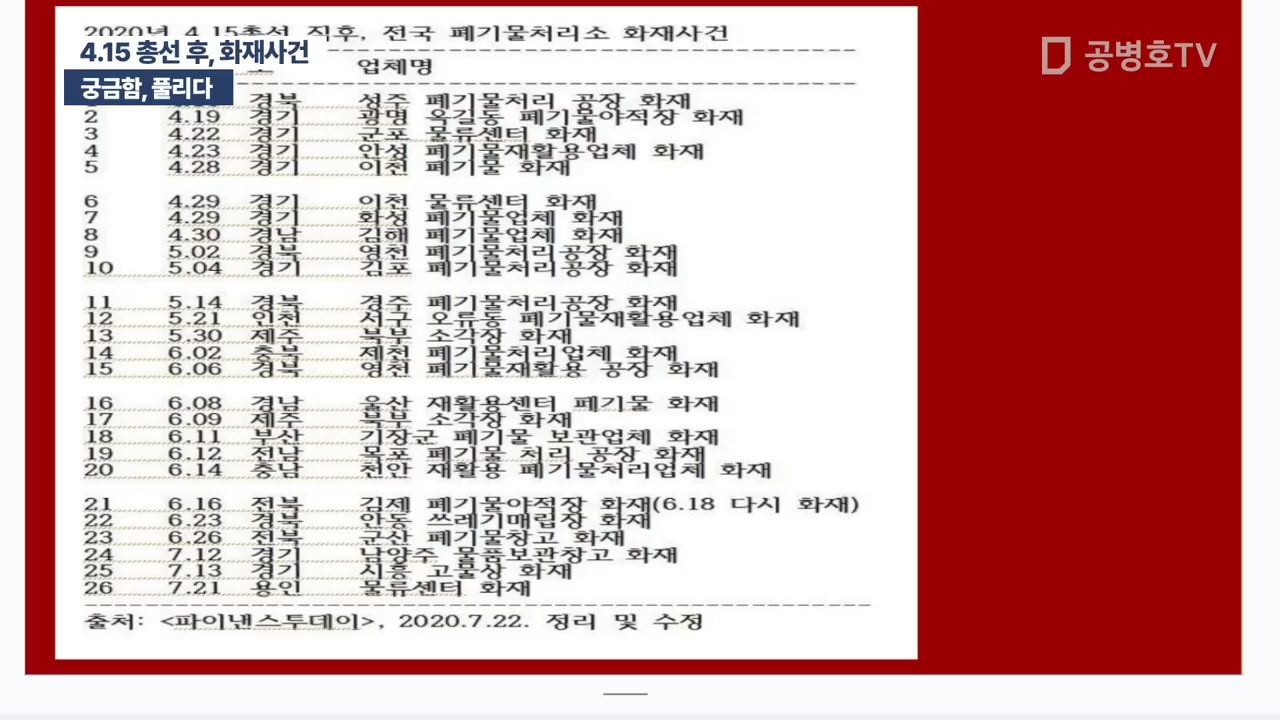 2020년 4.15총선 직후, 전국 폐기물처리소 화재사건
4.15 총선 후, 화재사건
공병호TV
업체명
궁금함, 풀리다
경북 성주 폐기물처리 공장 화재
2 4.19 경기 광명 옥길동 폐기물야적장 화재
3 4.22 경기 군포 물류센터 화재
4 4.23 경기 안성 폐기물재활용업체 화재
5 4.28 경기 이천 폐기물 화재
6 4.29 경기 이천 물류센터 화재
7 4.29 경기 화성 폐기물업체 화재
8 4.30 경남 김해 폐기물업체 화재
9 5.02 경북 영천 폐기물처리공장 화재
10 5.04 경기 김포 폐기물처리공장 화재
11 5.14 경북 경주 폐기물처리공장 화재
12 5.21 인천 서구 오류동 폐기물재활용업체 화재
13 5.30 제주 북부 소각장 화재
14 6.02 충북 제천 폐기물처리업체 화재
15 6.06 경북 영천 폐기물재활용 공장 화재
16 6.08 경남 울산 재활용센터 페기물 화재
17 6.09 제주 북부 소각장 화재
18 6.11 부산 기장군 폐기물 보관업체 화재
19 6.12 전남 목포 폐기물 처리 공장 화재
20 6.14 충남 천안 재활용 폐기물처리업체 화재
21 6.16 전북 김제 폐기물야적장 화재(6.18 다시 화재)
22 6.23 경북 안동 쓰레기매립장 화재
23 6.26 전북 군산 폐기물창고 화재
24 7.12 경기 남양주 물품보관창고 화재
25 7.13 경기 시흥 고물상 화재
26 7.21 용인 물류센터 화재
출처: <파이낸스투데이>, 2020.7.22. 정리 및 수정